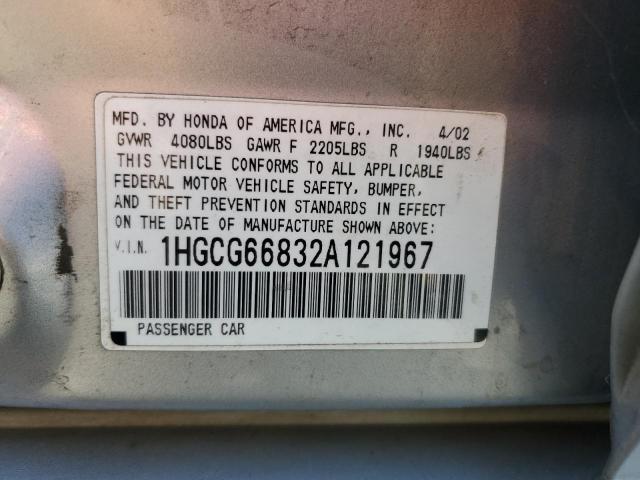 MFD. BY HONDA OF AMERICA MFG., INC. 4/02
GVWR 4080LBS GAWR F 2205LBS R 1940LBS
THIS VEHICLE CONFORMS TO ALL APPLICABLE
FEDERAL MOTOR VEHICLE SAFETY, BUMPER,
AND THEFT PREVENTION STANDARDS IN EFFECT
ON THE DATE OF MANUFACTURE SHOWN ABOVE:
V.I.N. 1HGCG66832A121967
PASSENGER CAR